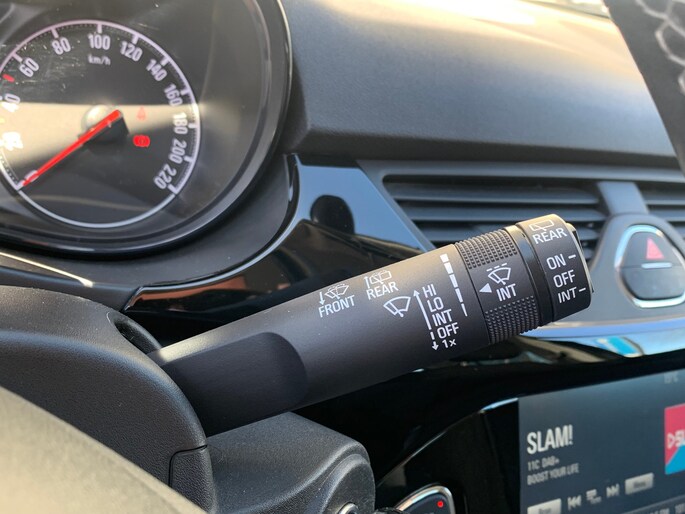 20
40
60
80
100
120
140
160
180
200
220
km/h
FRONT
REAR
HI
LO
INT
OFF
1x
INT
REAR
ON
OFF
INT
SLAM!
11C DAB+
BOOST YOUR LIFE